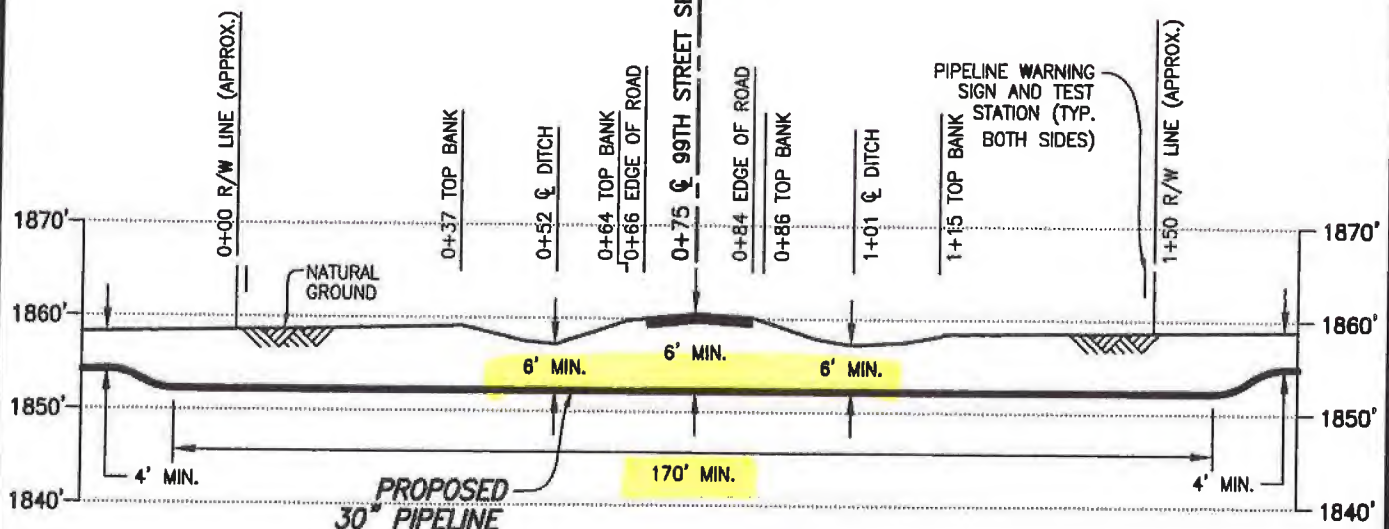 0+00 R/W LINE (APPROX.)
0+37 TOP BANK
0+52 ℄ DITCH
0+64 TOP BANK
0+66 EDGE OF ROAD
0+75 ℄ 99TH STREET
0+84 EDGE OF ROAD
0+86 TOP BANK
1+01 ℄ DITCH
1+15 TOP BANK
PIPELINE WARNING
SIGN AND TEST
STATION (TYP.
BOTH SIDES)
1+50 R/W LINE (APPROX.)
1870'
1870'
NATURAL
GROUND
1860'
1860'
6' MIN.
6' MIN.
6' MIN.
1850'
1850'
4' MIN.
170' MIN.
4' MIN.
PROPOSED
30" PIPELINE
1840'
1840'